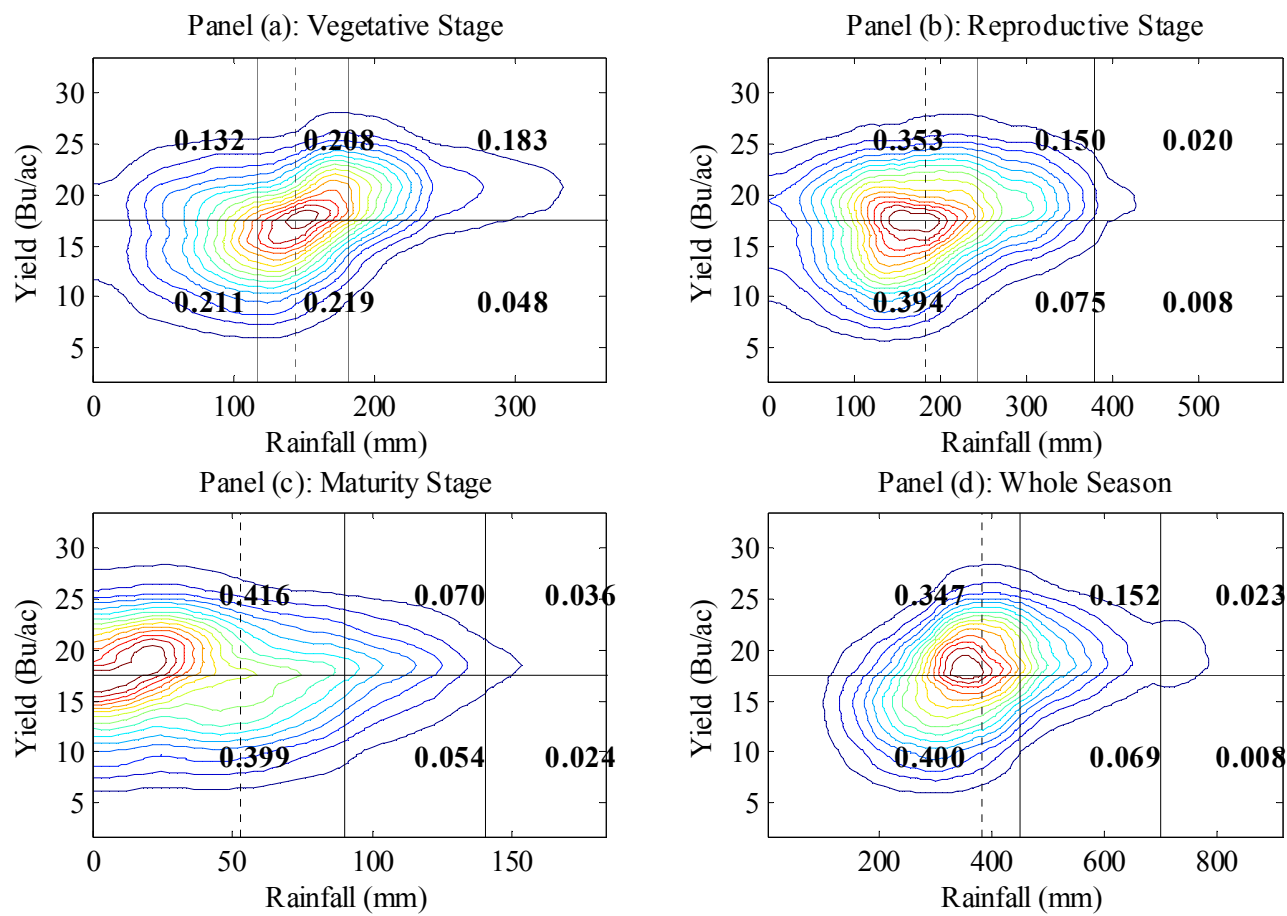 Panel (a): Vegetative Stage
30
25
20
15
10
5
Yield (Bu/ac)
0.132 0.208 0.183
0.211 0.219 0.048
0 100 200 300
Rainfall (mm)
Panel (b): Reproductive Stage
30
25
20
15
10
5
Yield (Bu/ac)
0.353 0.150 0.020
0.394 0.075 0.008
0 100 200 300 400 500
Rainfall (mm)
Panel (c): Maturity Stage
30
25
20
15
10
5
Yield (Bu/ac)
0.416 0.070 0.036
0.399 0.054 0.024
0 50 100 150
Rainfall (mm)
Panel (d): Whole Season
30
25
20
15
10
5
Yield (Bu/ac)
0.347 0.152 0.023
0.400 0.069 0.008
200 400 600 800
Rainfall (mm)